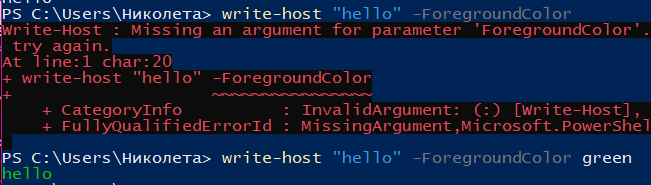 hello
PS C:\Users\Николета> write-host "hello" -ForegroundColor
Write-Host : Missing an argument for parameter 'ForegroundColor'.
 try again.
At line:1 char:20
+ write-host "hello" -ForegroundColor
+                    ~~~~~~~~~~~~~~~~
    + CategoryInfo          : InvalidArgument: (:) [Write-Host],
    + FullyQualifiedErrorId : MissingArgument,Microsoft.PowerShel
PS C:\Users\Николета> write-host "hello" -ForegroundColor green
hello